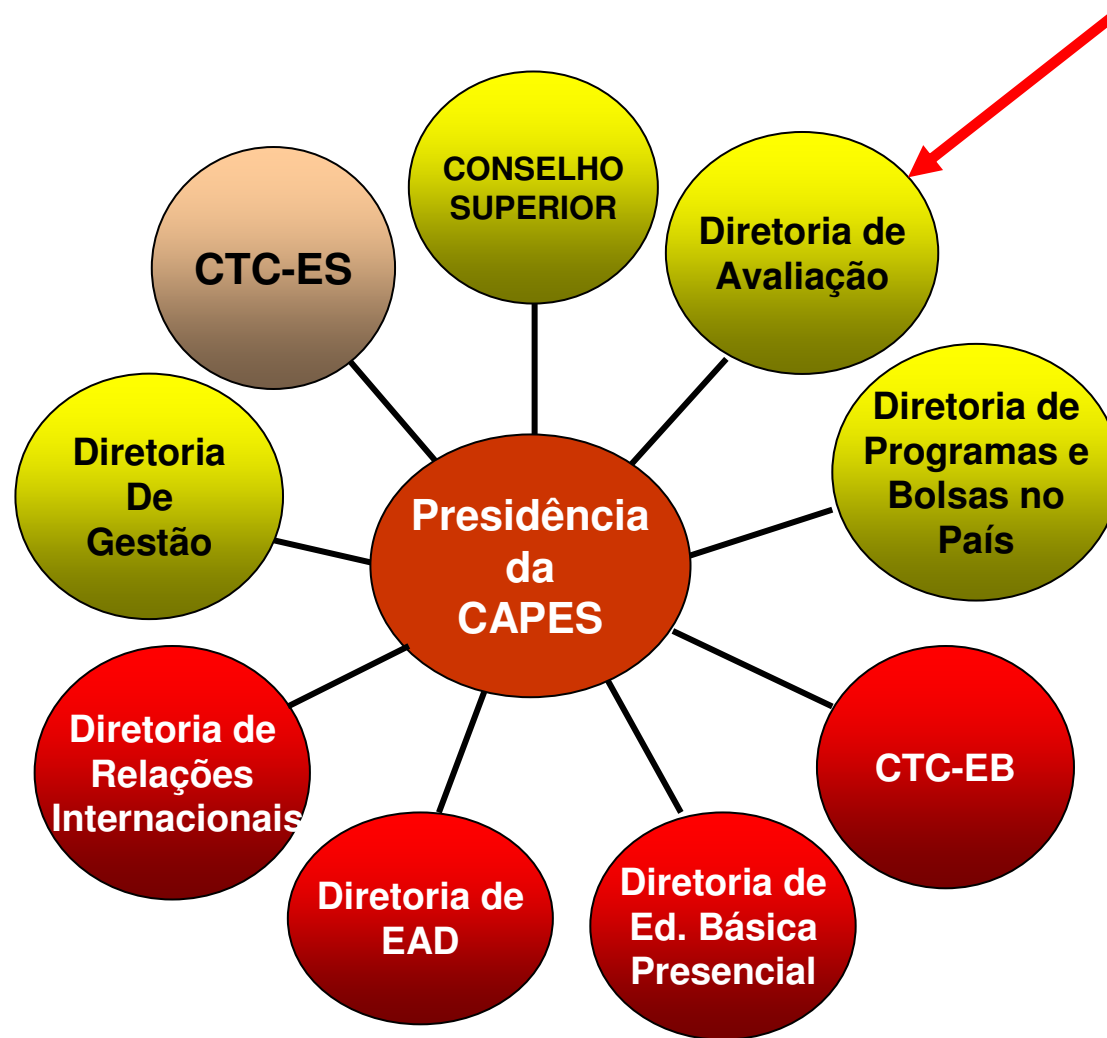 CONSELHO
SUPERIOR
Diretoria de
Avaliação
CTC-ES
Diretoria de
Programas e
Bolsas no
País
Diretoria
De
Gestão
Presidência
da
CAPES
Diretoria de
Relações
Internacionais
CTC-EB
Diretoria de
EAD
Diretoria de
Ed. Básica
Presencial